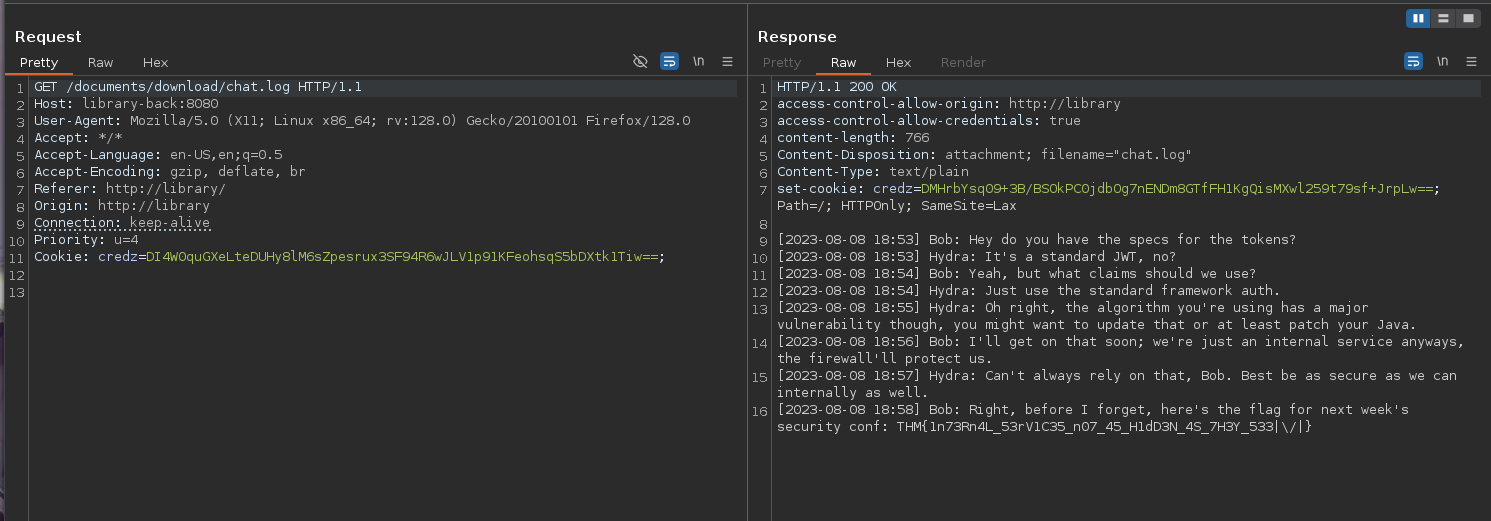 Request
Pretty Raw Hex \n
1 GET /documents/download/chat.log HTTP/1.1
2 Host: library-back:8080
3 User-Agent: Mozilla/5.0 (X11; Linux x86_64; rv:128.0) Gecko/20100101 Firefox/128.0
4 Accept: */*
5 Accept-Language: en-US,en;q=0.5
6 Accept-Encoding: gzip, deflate, br
7 Referer: http://library/
8 Origin: http://library
9 Connection: keep-alive
10 Priority: u=4
11 Cookie: credz=DI4WOquGXeLteDUHy8lM6sZpesrux3SF94R6wJLV1p91KFeohsqS5bDXtk1Tiw==;
12
13
Response
Pretty Raw Hex Render \n
1 HTTP/1.1 200 OK
2 access-control-allow-origin: http://library
3 access-control-allow-credentials: true
4 content-length: 766
5 Content-Disposition: attachment; filename="chat.log"
6 Content-Type: text/plain
7 set-cookie: credz=DMHrbYsq09+3B/BSOkPCOjdbOg7nENDm8GTfFH1KgQisMXwl259t79sf+JrpLw==;
Path=/; HTTPOnly; SameSite=Lax
8
9 [2023-08-08 18:53] Bob: Hey do you have the specs for the tokens?
10 [2023-08-08 18:53] Hydra: It's a standard JWT, no?
11 [2023-08-08 18:54] Bob: Yeah, but what claims should we use?
12 [2023-08-08 18:54] Hydra: Just use the standard framework auth.
13 [2023-08-08 18:55] Hydra: Oh right, the algorithm you're using has a major
vulnerability though, you might want to update that or at least patch your Java.
14 [2023-08-08 18:56] Bob: I'll get on that soon; we're just an internal service anyways,
the firewall'll protect us.
15 [2023-08-08 18:57] Hydra: Can't always rely on that, Bob. Best be as secure as we can
internally as well.
16 [2023-08-08 18:58] Bob: Right, before I forget, here's the flag for next week's
security conf: THM{1n73Rn4L_53rV1C35_n07_45_H1dD3N_4S_7H3Y_533|\/|}